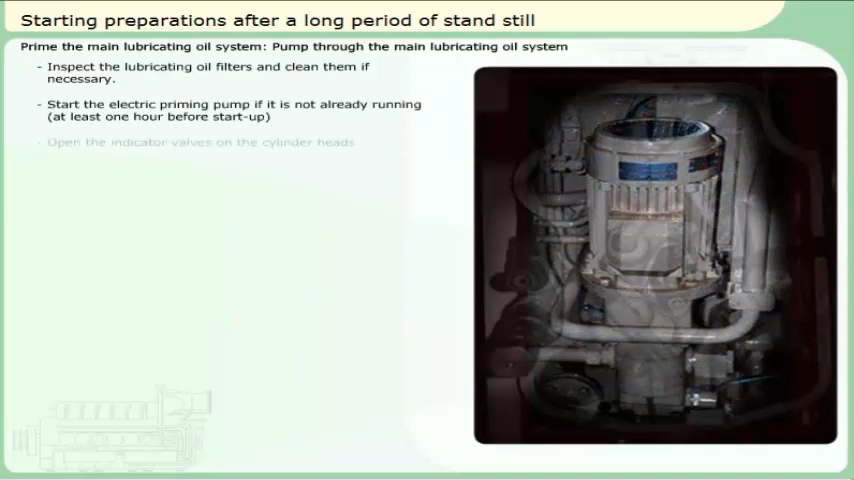 Starting preparations after a long period of stand still
Prime the main lubricating oil system: Pump through the main lubricating oil system
- Inspect the lubricating oil filters and clean them if
necessary.
- Start the electric priming pump if it is not already running
(at least one hour before start-up)
- Open the indicator valves on the cylinder heads